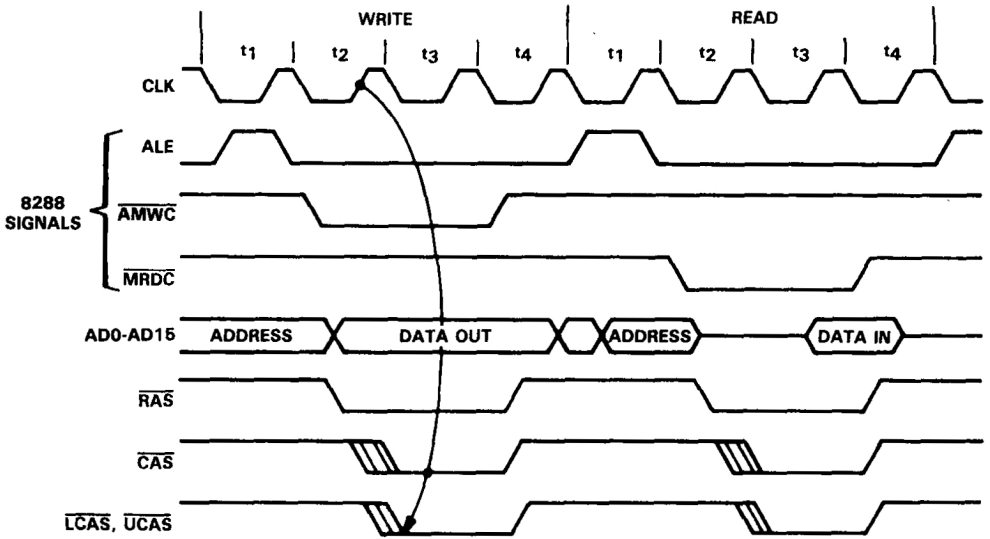 WRITE READ
t1 t2 t3 t4 t1 t2 t3 t4
CLK
ALE
8288
SIGNALS
AMWC
MRDC
AD0-AD15 ADDRESS DATA OUT ADDRESS DATA IN
RAS
CAS
LCAS, UCAS